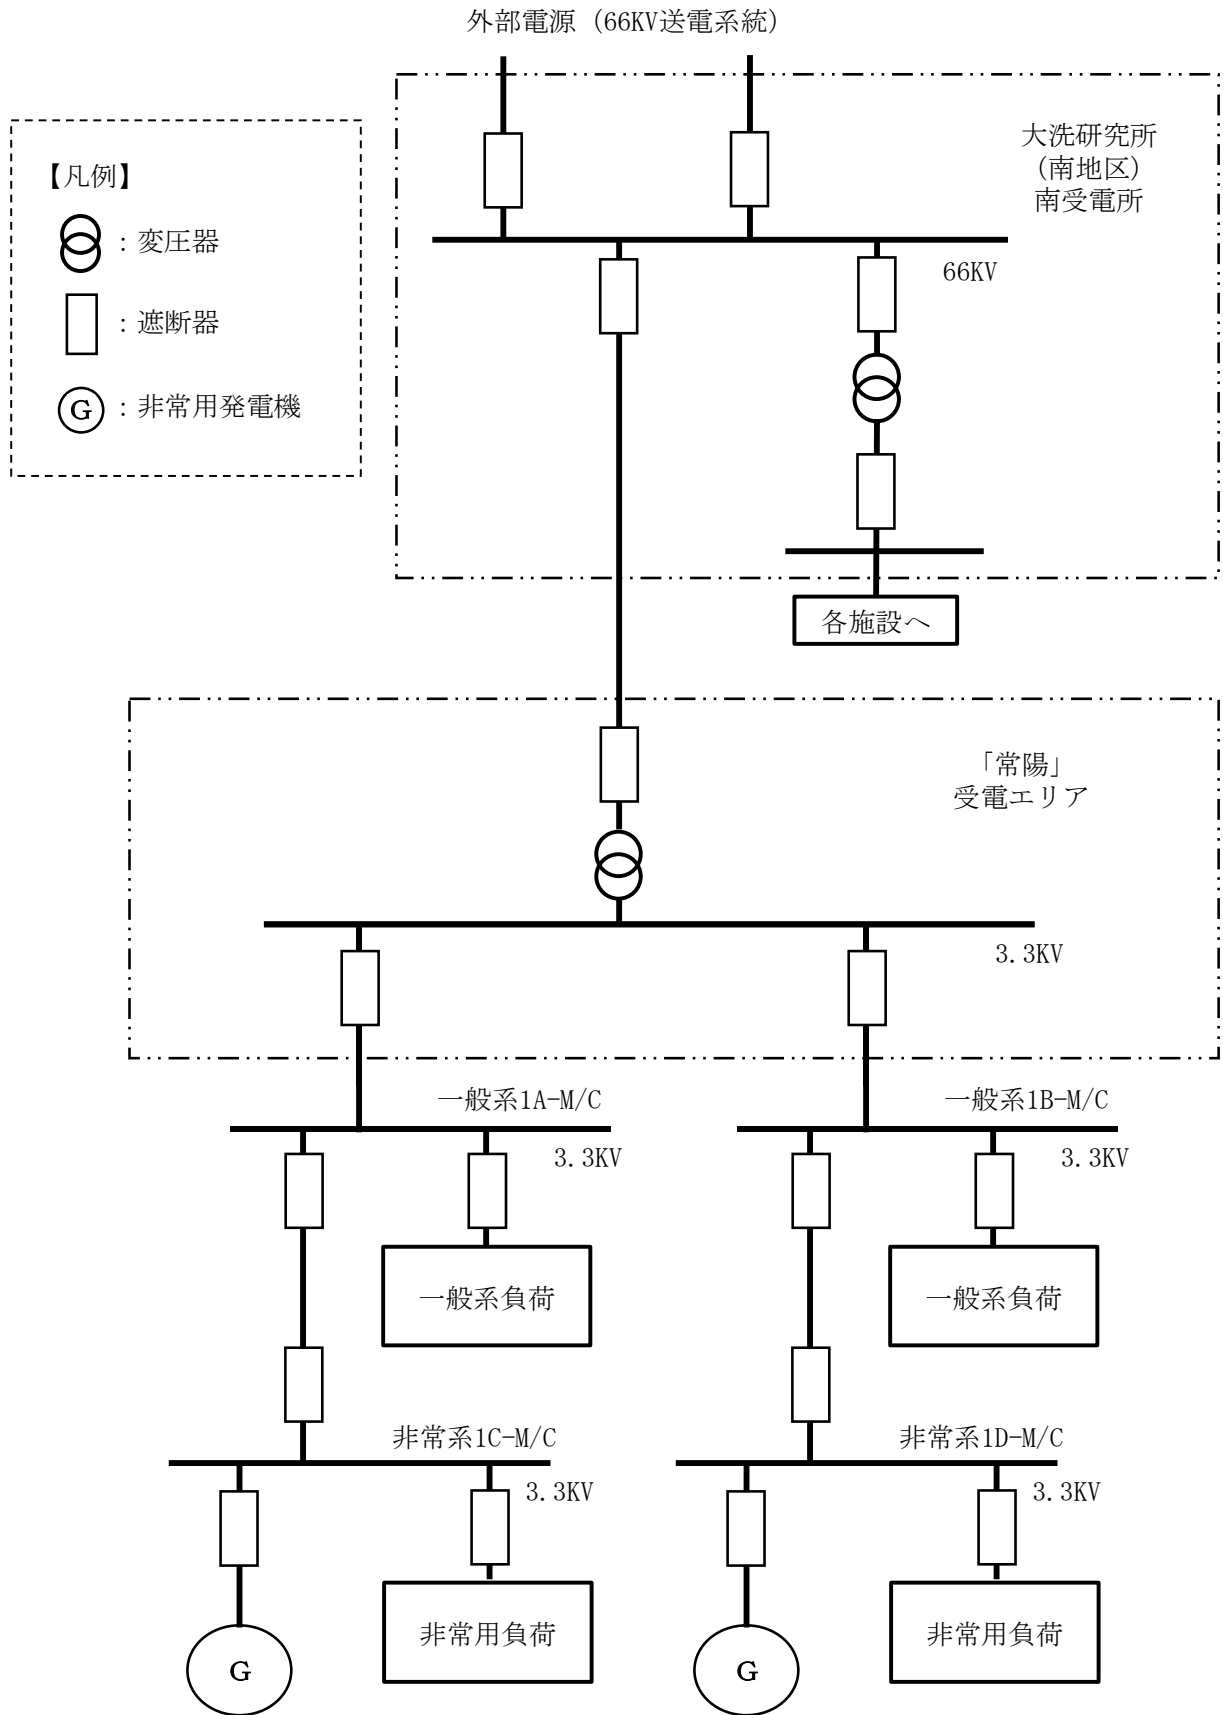 外部電源（66KV送電系統）
【凡例】
：変圧器
：遮断器
G
：非常用発電機
大洗研究所
（南地区）
南受電所
66KV
各施設へ
「常陽」
受電エリア
3.3KV
一般系1A-M/C
3.3KV
一般系負荷
一般系1B-M/C
3.3KV
一般系負荷
非常系1C-M/C
3.3KV
G
非常用負荷
非常系1D-M/C
3.3KV
G
非常用負荷